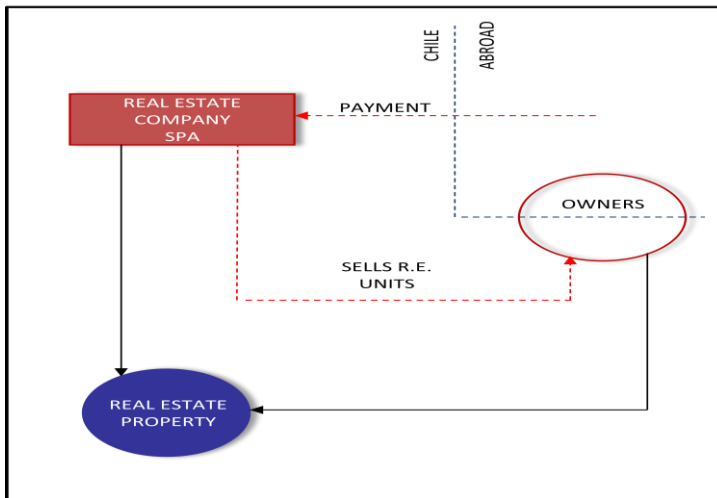 CHILE
ABROAD
REAL ESTATE
COMPANY
SPA
PAYMENT
OWNERS
SELLS R.E.
UNITS
REAL ESTATE
PROPERTY